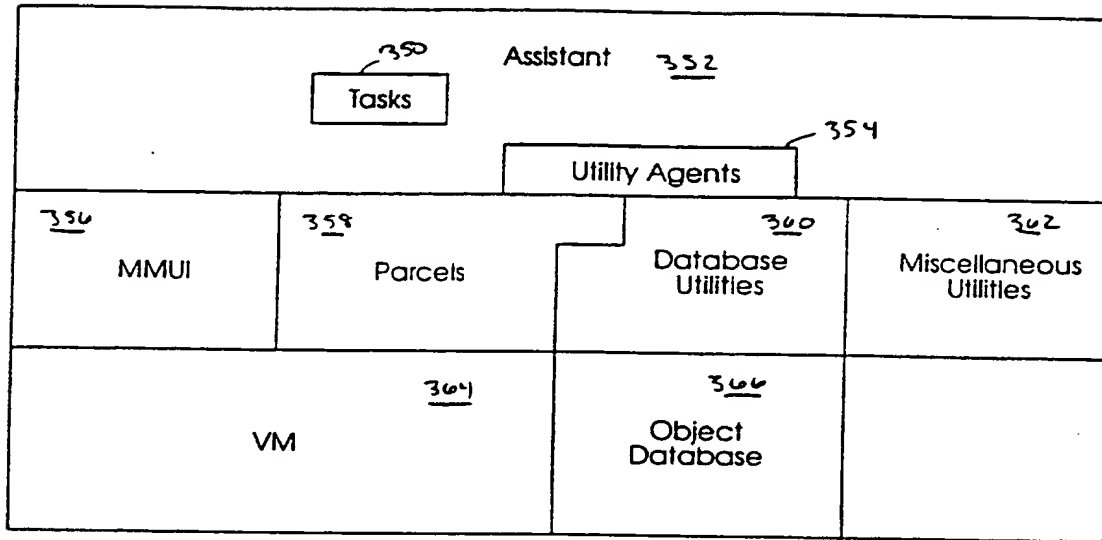 350
Assistant 352
Tasks
354
Utility Agents
356
358
360
362
MMUI
Parcels
Database
Utilities
Miscellaneous
Utilities
364
366
VM
Object
Database